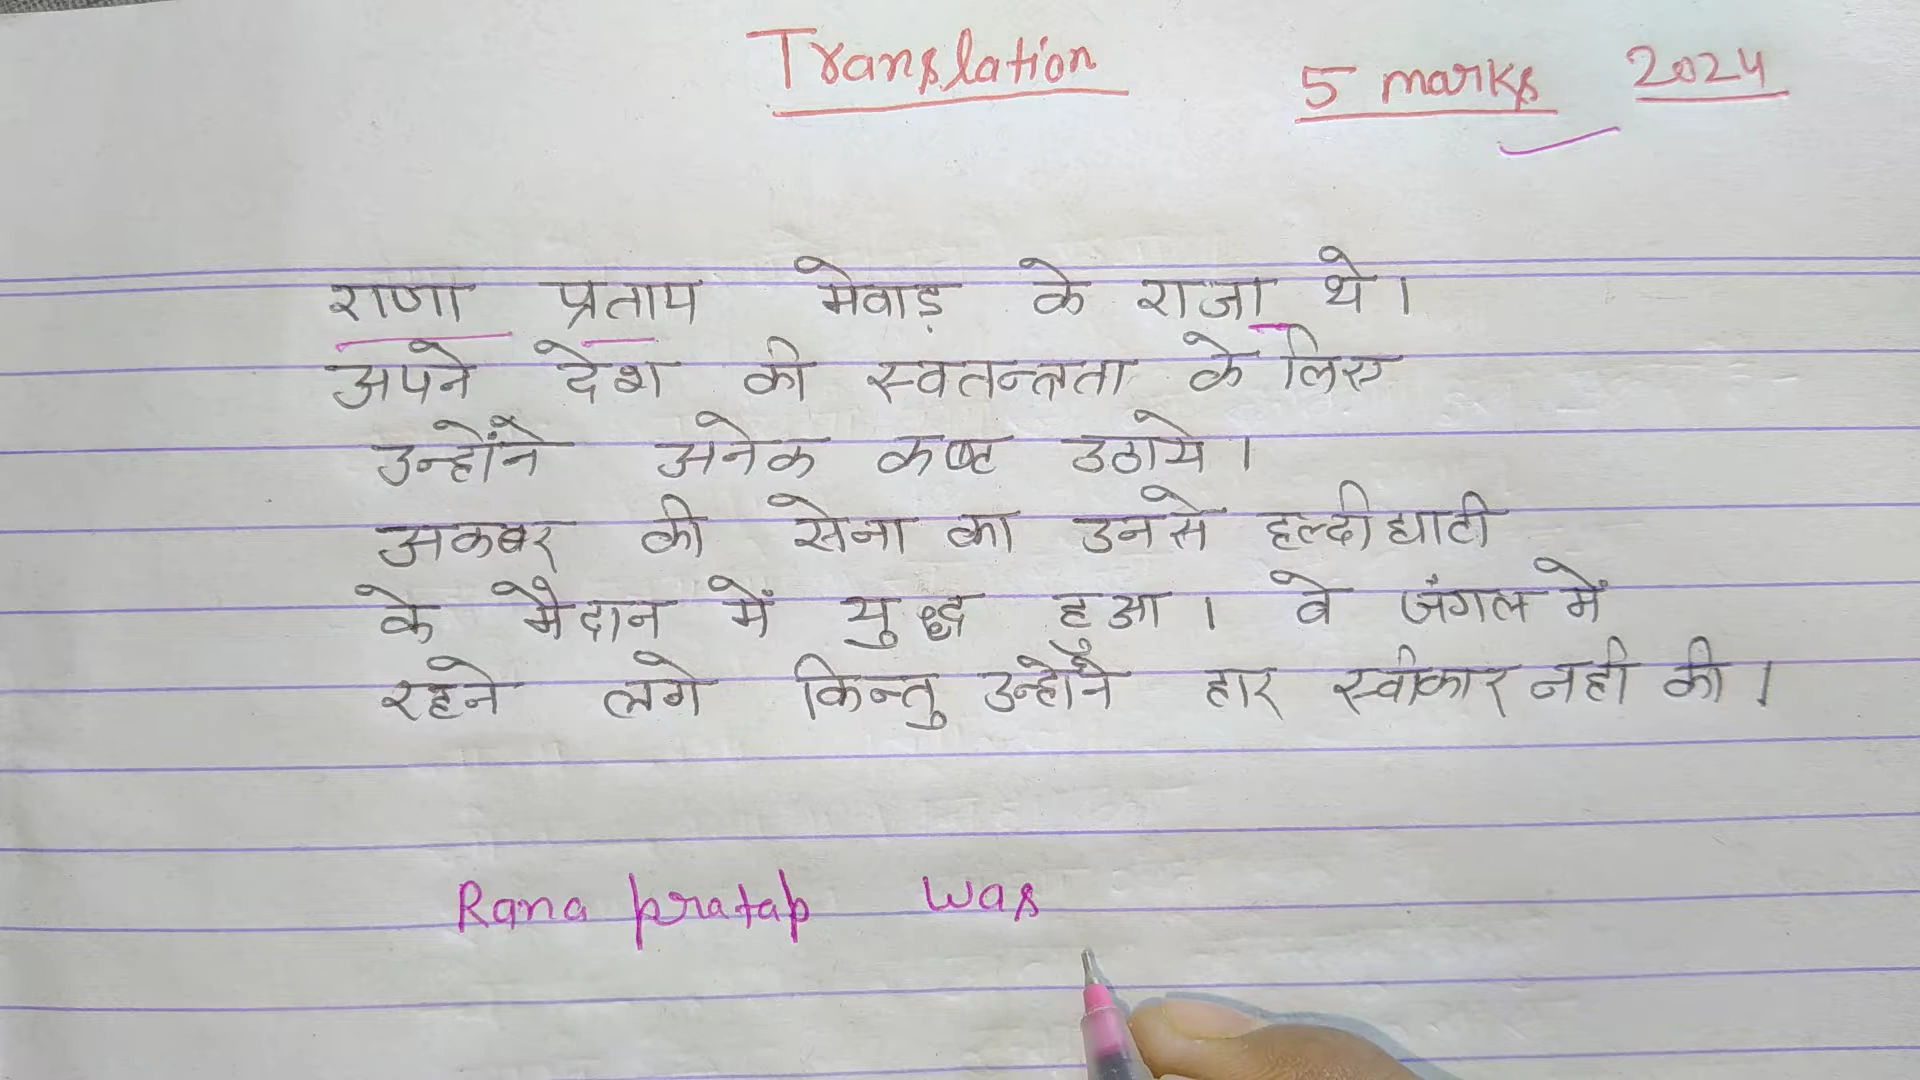 Translation 5 marks 2024
राणा प्रताप मेवाड़ के राजा थे।
अपने देश की स्वतन्त्रता के लिए
उन्होंने अनेक कष्ट उठाये।
अकबर की सेना का उनसे हल्दीघाटी
के मैदान में युद्ध हुआ। वे जंगल में
रहने लगे किन्तु उन्होंने हार स्वीकार नही की।
Rana pratap was